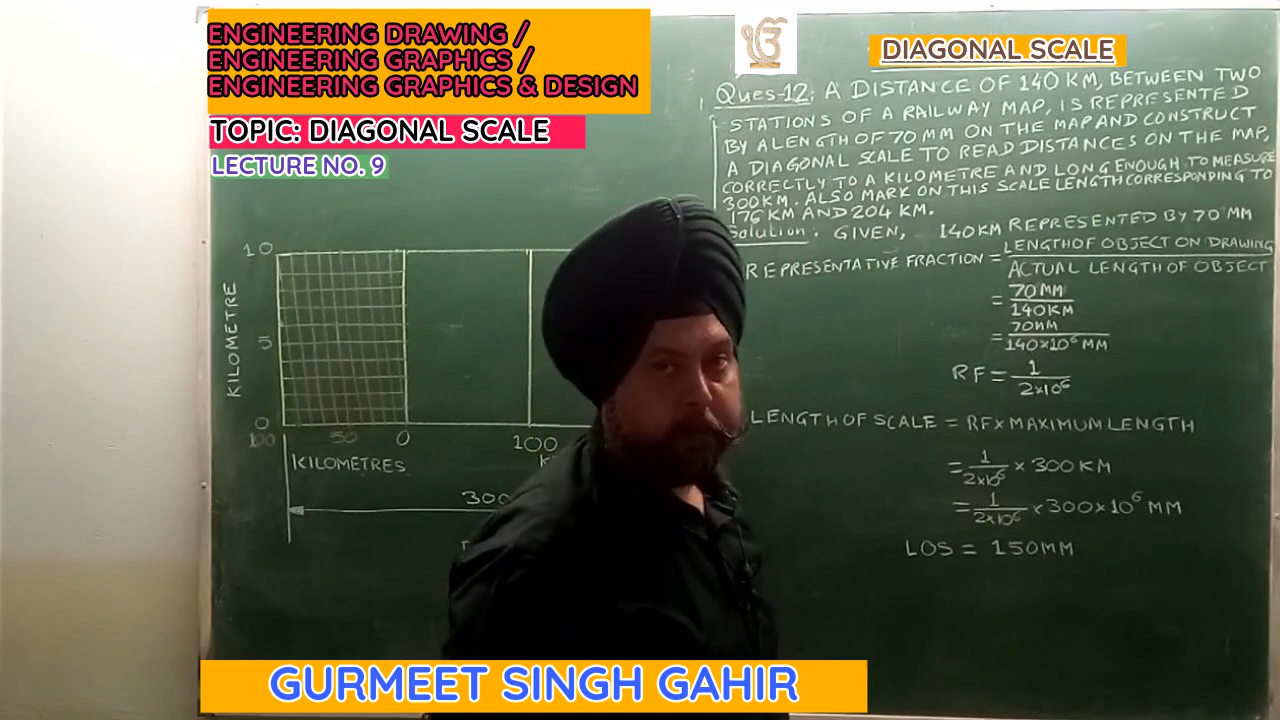 ENGINEERING DRAWING /
ENGINEERING GRAPHICS /
ENGINEERING GRAPHICS & DESIGN
TOPIC: DIAGONAL SCALE
LECTURE NO. 9
ੴ
DIAGONAL SCALE
Ques-12: A DISTANCE OF 140 KM, BETWEEN TWO
STATIONS OF A RAILWAY MAP, IS REPRESENTED
BY A LENGTH OF 70 MM ON THE MAP AND CONSTRUCT
A DIAGONAL SCALE TO READ DISTANCES ON THE MAP,
CORRECTLY TO A KILOMETRE AND LONG ENOUGH TO MEASURE
300KM. ALSO MARK ON THIS SCALE LENGTH CORRESPONDING TO
176 KM AND 204 KM.
Solution: GIVEN, 140KM REPRESENTED BY 70 MM
REPRESENTATIVE FRACTION = LENGTH OF OBJECT ON DRAWING
ACTUAL LENGTH OF OBJECT
= 70 MM
140 KM
= 70MM
140×10⁶ MM
RF = 1
2×10⁶
LENGTH OF SCALE = RF × MAXIMUM LENGTH
= 1 × 300 KM
2×10⁶
= 1 × 300×10⁶ MM
2×10⁶
LOS = 150MM
10
KILOMETRE
5
0
100 50 0 100
KILOMETRES
300
GURMEET SINGH GAHIR